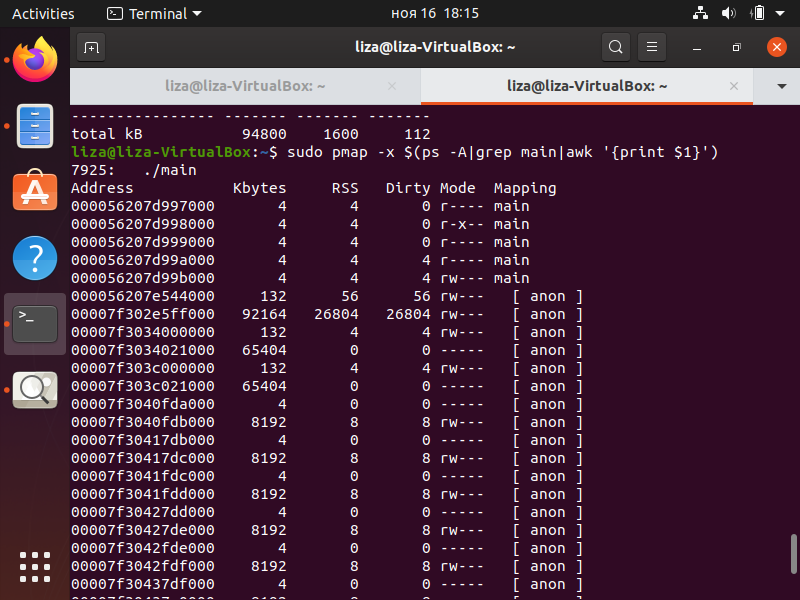 Activities Terminal ноя 16 18:15
liza@liza-VirtualBox: ~
liza@liza-VirtualBox: ~ × liza@liza-VirtualBox: ~ ×
---------------- ------- ------- -------
total kB 94800 1600 112
liza@liza-VirtualBox:~$ sudo pmap -x $(ps -A|grep main|awk '{print $1}')
7925: ./main
Address Kbytes RSS Dirty Mode Mapping
000056207d997000 4 4 0 r---- main
000056207d998000 4 4 0 r-x-- main
000056207d999000 4 4 0 r---- main
000056207d99a000 4 4 4 r---- main
000056207d99b000 4 4 4 rw--- main
000056207e544000 132 56 56 rw--- [ anon ]
00007f302e5ff000 92164 26804 26804 rw--- [ anon ]
00007f3034000000 132 4 4 rw--- [ anon ]
00007f3034021000 65404 0 0 ----- [ anon ]
00007f303c000000 132 4 4 rw--- [ anon ]
00007f303c021000 65404 0 0 ----- [ anon ]
00007f3040fda000 4 0 0 ----- [ anon ]
00007f3040fdb000 8192 8 8 rw--- [ anon ]
00007f30417db000 4 0 0 ----- [ anon ]
00007f30417dc000 8192 8 8 rw--- [ anon ]
00007f3041fdc000 4 0 0 ----- [ anon ]
00007f3041fdd000 8192 8 8 rw--- [ anon ]
00007f30427dd000 4 0 0 ----- [ anon ]
00007f30427de000 8192 8 8 rw--- [ anon ]
00007f3042fde000 4 0 0 ----- [ anon ]
00007f3042fdf000 8192 8 8 rw--- [ anon ]
00007f30437df000 4 0 0 ----- [ anon ]